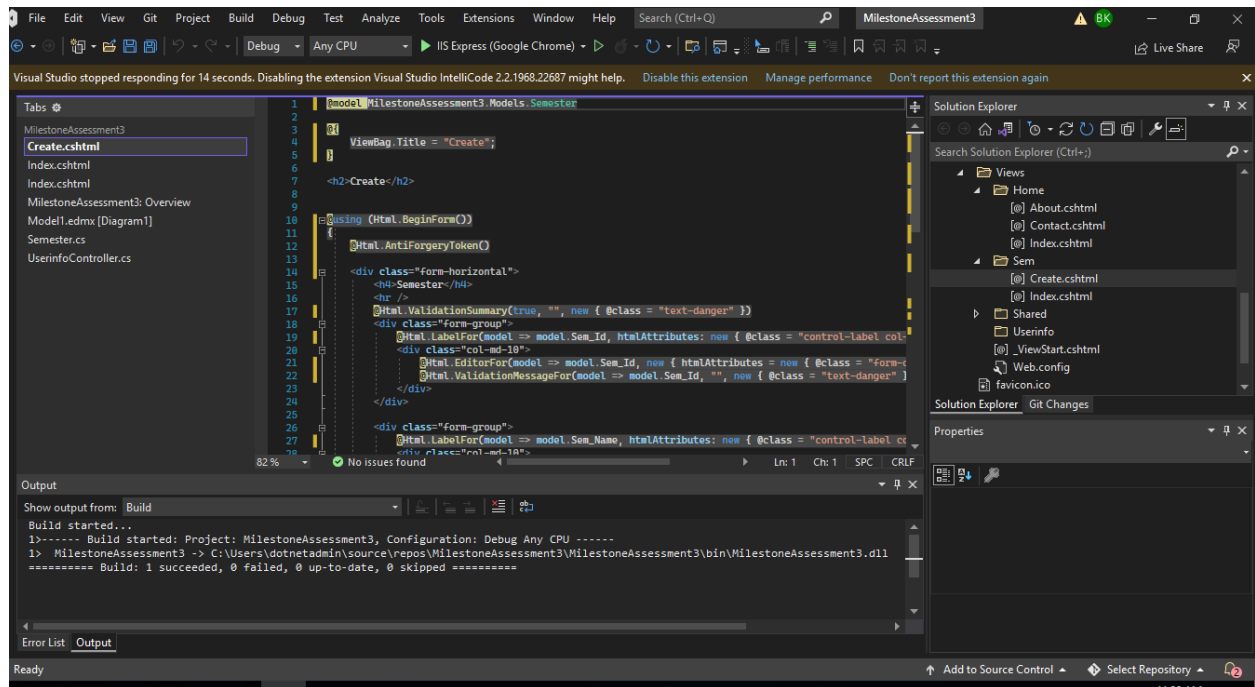 File Edit View Git Project Build Debug Test Analyze Tools Extensions Window Help Search (Ctrl+Q) MilestoneAssessment3 BK
Debug Any CPU IIS Express (Google Chrome) Live Share
Visual Studio stopped responding for 14 seconds. Disabling the extension Visual Studio IntelliCode 2.2.1968.22687 might help. Disable this extension Manage performance Don't report this extension again
Tabs
MilestoneAssessment3
Create.cshtml
Index.cshtml
Index.cshtml
MilestoneAssessment3: Overview
Model1.edmx [Diagram1]
Semester.cs
UserinfoController.cs
1 @model MilestoneAssessment3.Models.Semester
2
3 @{
4 ViewBag.Title = "Create";
5 }
6
7 <h2>Create</h2>
8
9
10 @using (Html.BeginForm())
11 {
12 @Html.AntiForgeryToken()
13
14 <div class="form-horizontal">
15 <h4>Semester</h4>
16 <hr />
17 @Html.ValidationSummary(true, "", new { @class = "text-danger" })
18 <div class="form-group">
19 @Html.LabelFor(model => model.Sem_Id, htmlAttributes: new { @class = "control-label col-
20 <div class="col-md-10">
21 @Html.EditorFor(model => model.Sem_Id, new { htmlAttributes = new { @class = "form-c
22 @Html.ValidationMessageFor(model => model.Sem_Id, "", new { @class = "text-danger" }
23 </div>
24 </div>
25
26 <div class="form-group">
27 @Html.LabelFor(model => model.Sem_Name, htmlAttributes: new { @class = "control-label co
28 <div class="col-md-10">
82 % No issues found Ln: 1 Ch: 1 SPC CRLF
Solution Explorer
Search Solution Explorer (Ctrl+;)
Views
Home
About.cshtml
Contact.cshtml
Index.cshtml
Sem
Create.cshtml
Index.cshtml
Shared
Userinfo
_ViewStart.cshtml
Web.config
favicon.ico
Solution Explorer Git Changes
Properties
Output
Show output from: Build
Build started...
1>------ Build started: Project: MilestoneAssessment3, Configuration: Debug Any CPU ------
1> MilestoneAssessment3 -> C:\Users\dotnetadmin\source\repos\MilestoneAssessment3\MilestoneAssessment3\bin\MilestoneAssessment3.dll
========== Build: 1 succeeded, 0 failed, 0 up-to-date, 0 skipped ==========
Error List Output
Ready Add to Source Control Select Repository 2